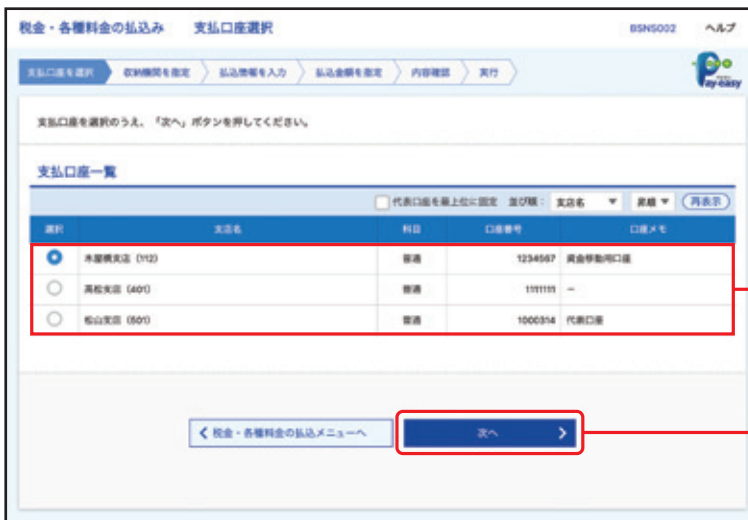 税金・各種料金の払込み 支払口座選択 BSNS002 ヘルプ
支払口座を選択 収納機関を指定 払込情報を入力 払込金額を指定 内容確認 実行
Pay-easy
支払口座を選択のうえ、「次へ」ボタンを押してください。
支払口座一覧
代表口座を最上位に固定 並び順： 支店名 ▼ 昇順 ▼ 再表示
選択 支店名 科目 口座番号 口座メモ
木屋橋支店 (112) 普通 1234567 資金移動用口座
高松支店 (401) 普通 1111111 −
松山支店 (501) 普通 1000314 代表口座
税金・各種料金の払込メニューへ 次へ